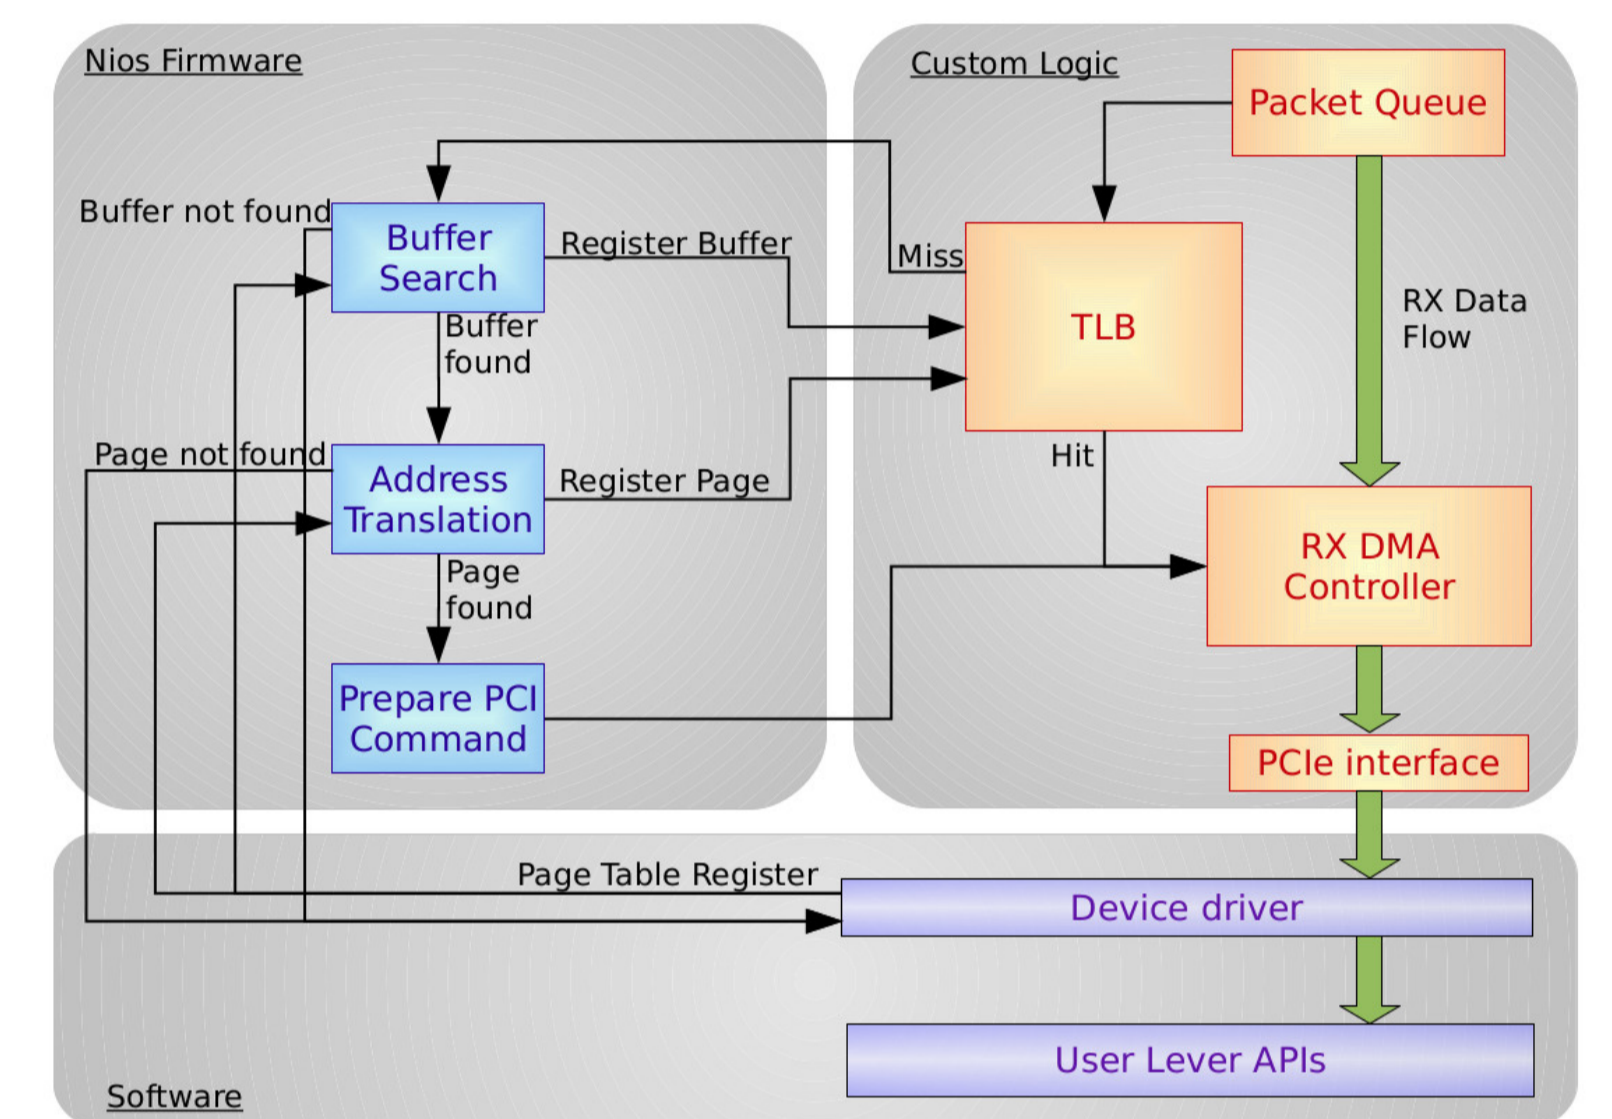 Nios Firmware
Custom Logic
Packet Queue
Buffer not found
Buffer
Search
Register Buffer
Miss
TLB
RX Data
Flow
Buffer
found
Page not found
Address
Translation
Register Page
Hit
RX DMA
Controller
Page
found
Prepare PCI
Command
PCIe interface
Page Table Register
Device driver
User Lever APIs
Software